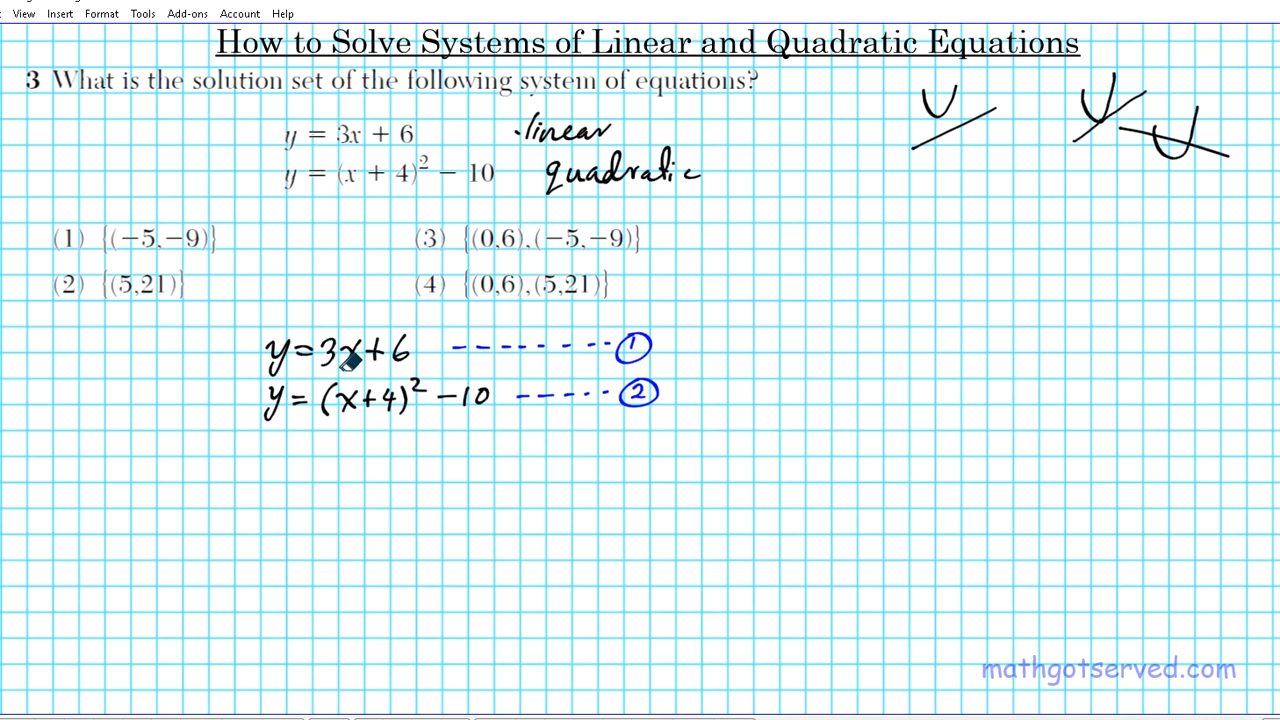 View Insert Format Tools Add-ons Account Help
How to Solve Systems of Linear and Quadratic Equations
3 What is the solution set of the following system of equations?
y = 3x + 6 .linear
y = (x + 4)² − 10 quadratic
(1) {(−5,−9)} (3) {(0,6),(−5,−9)}
(2) {(5,21)} (4) {(0,6),(5,21)}
y = 3x + 6 -------- ①
y = (x+4)² − 10 ----- ②
mathgotserved.com